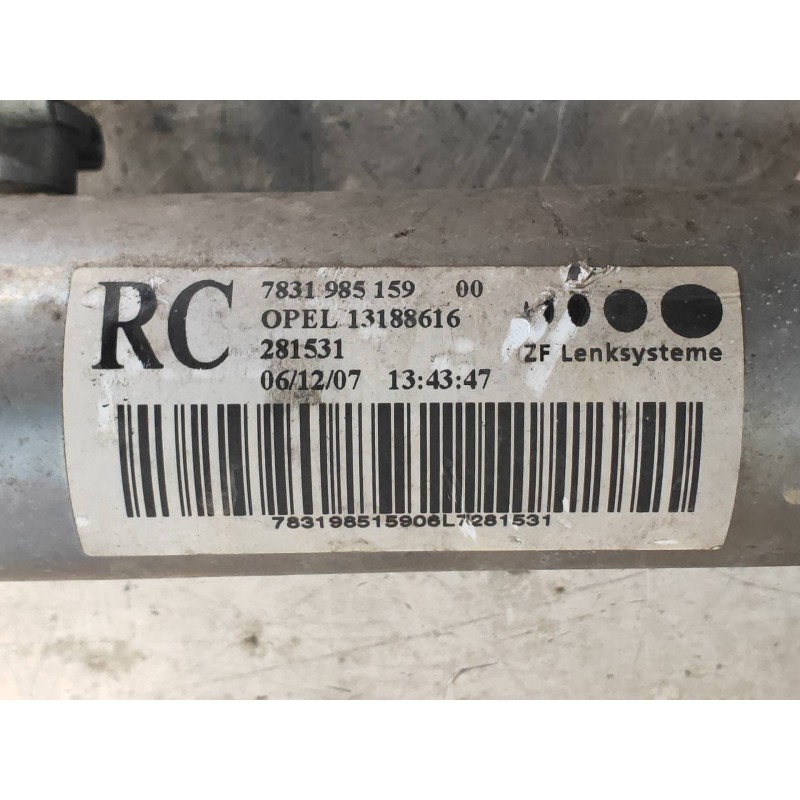 RC
7831 985 159 00
OPEL 13188616
281531
06/12/07 13:43:47
ZF Lenksysteme
783198515906L7281531